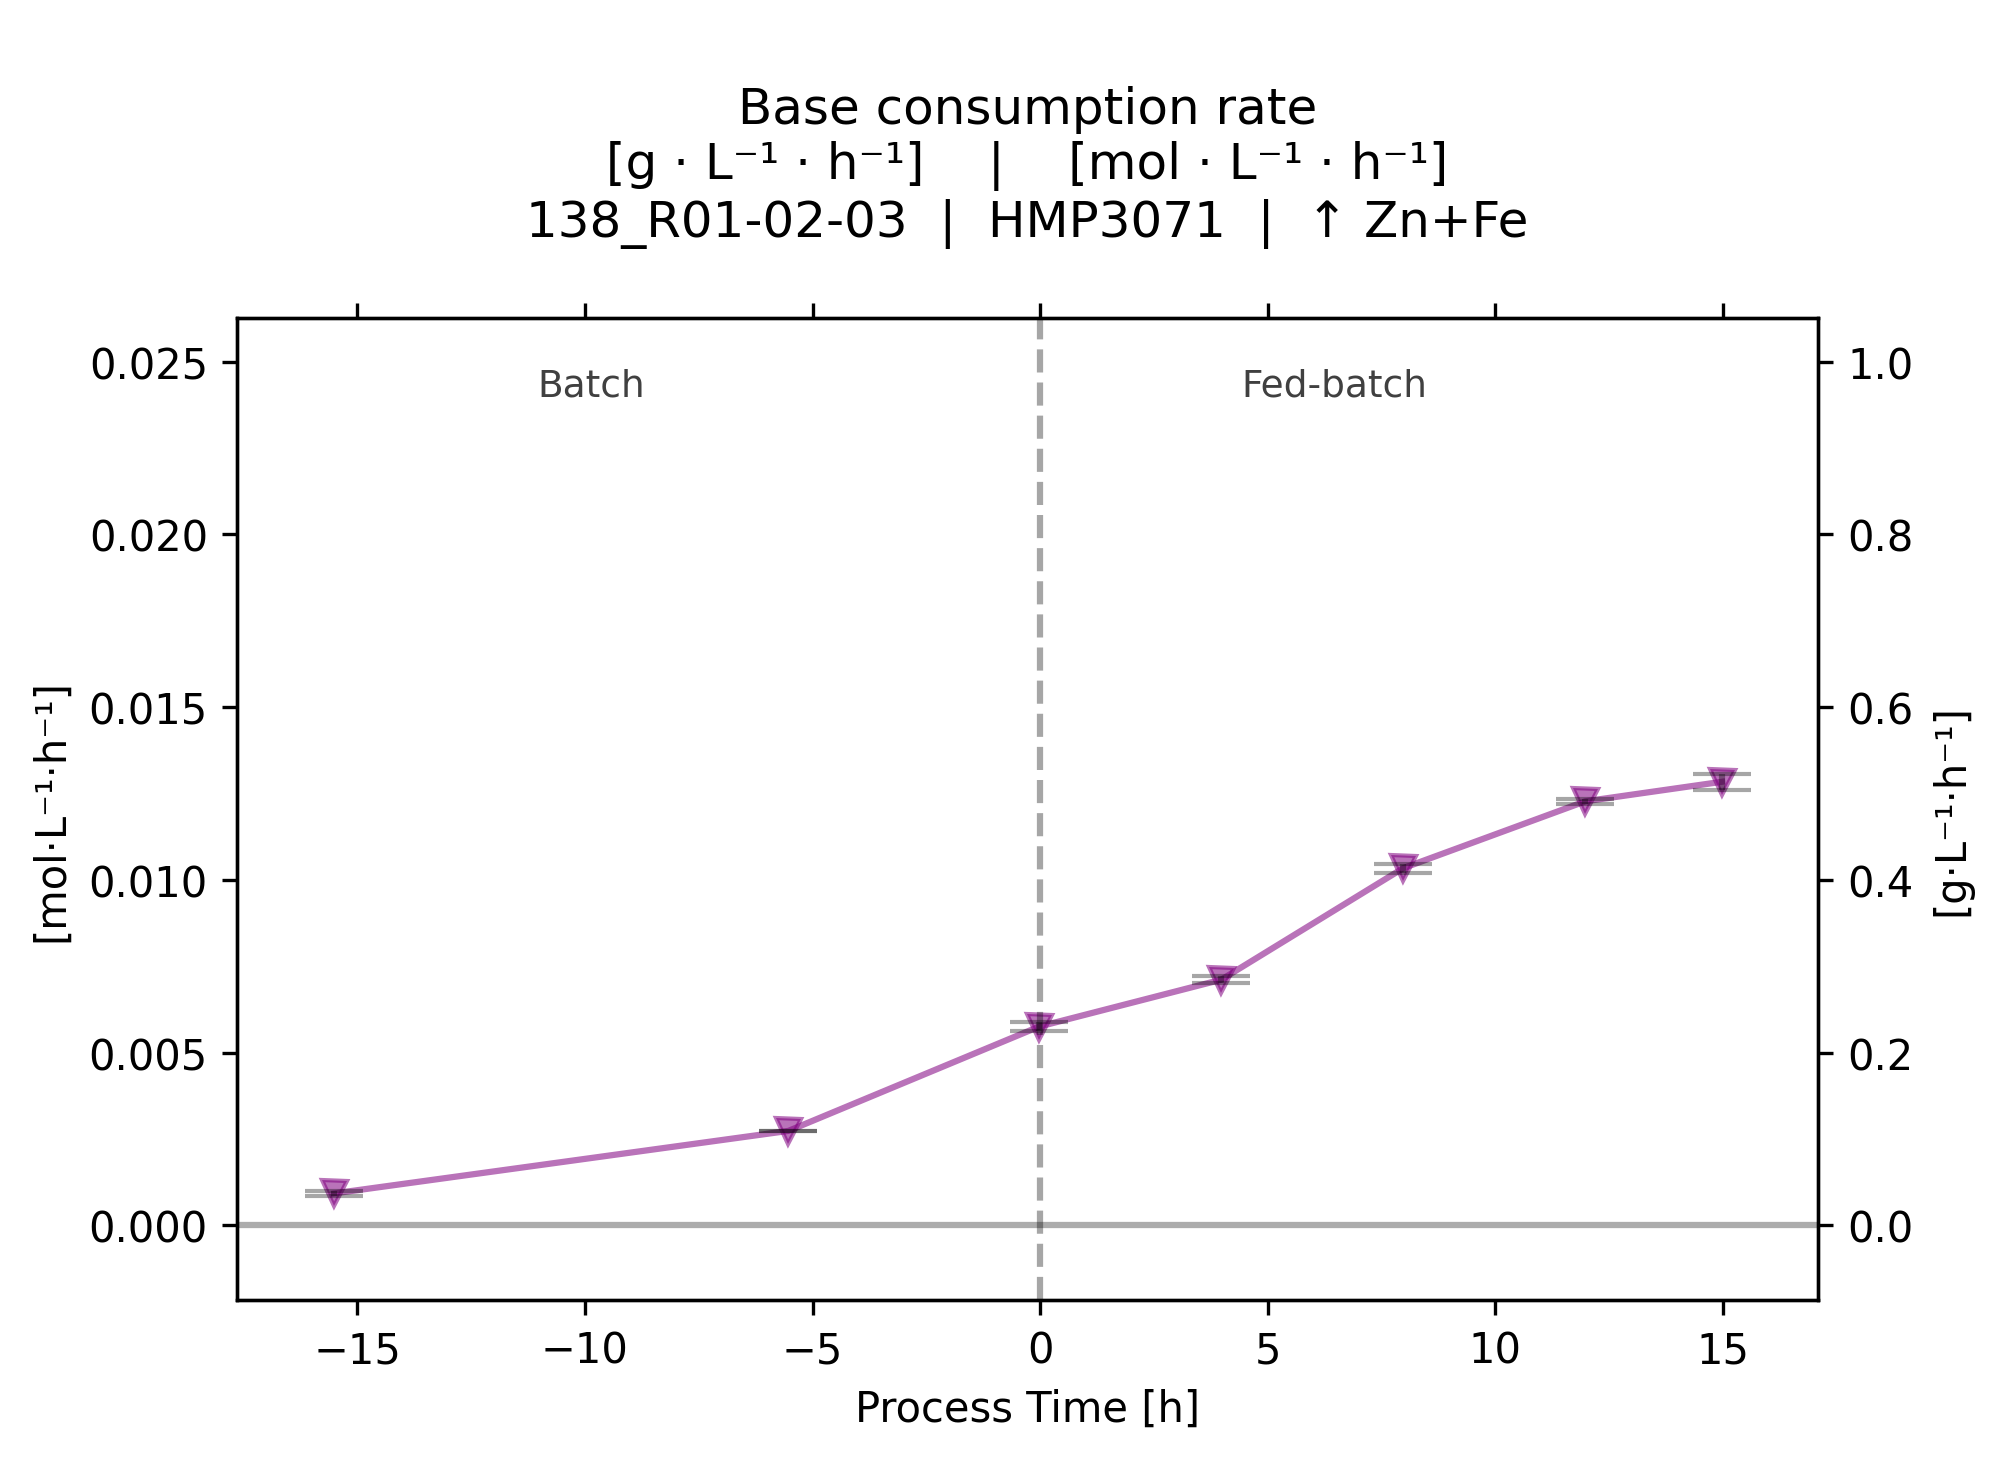 Base consumption rate
[g · L⁻¹ · h⁻¹]    |    [mol · L⁻¹ · h⁻¹]
138_R01-02-03  |  HMP3071  |  ↑ Zn+Fe
Batch
Fed-batch
0.025
0.020
0.015
0.010
0.005
0.000
[mol·L⁻¹·h⁻¹]
1.0
0.8
0.6
0.4
0.2
0.0
[g·L⁻¹·h⁻¹]
−15 −10 −5 0 5 10 15
Process Time [h]